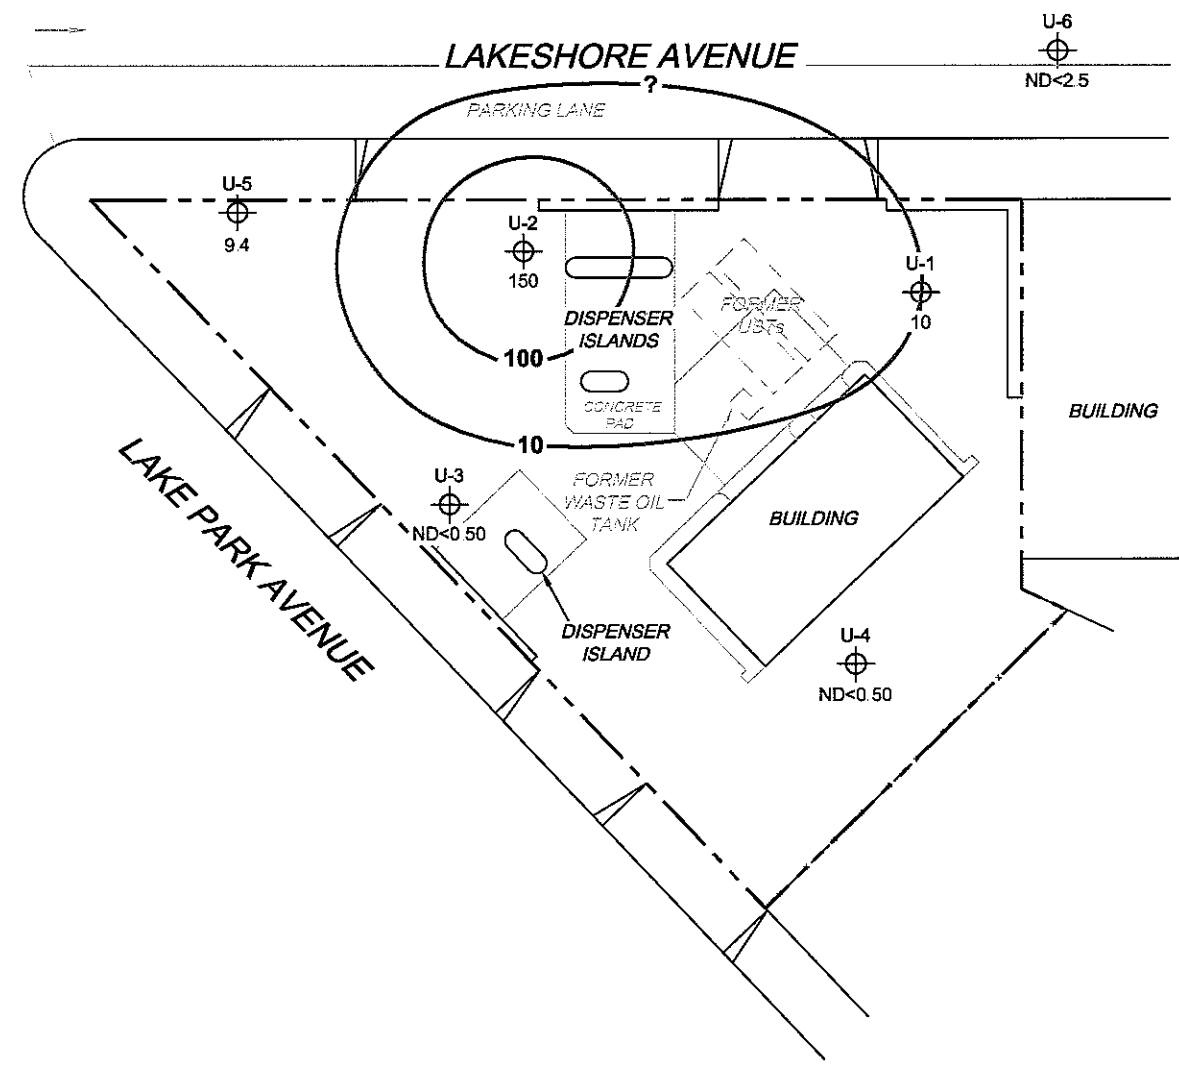 U-6
LAKESHORE AVENUE
ND<2.5
?
PARKING LANE
U-5
9.4
U-2
150
U-1
10
FORMER
USTs
DISPENSER
ISLANDS
100
CONCRETE
PAD
BUILDING
10
LAKE PARK AVENUE
U-3
ND<0.50
FORMER
WASTE OIL
TANK
BUILDING
DISPENSER
ISLAND
U-4
ND<0.50